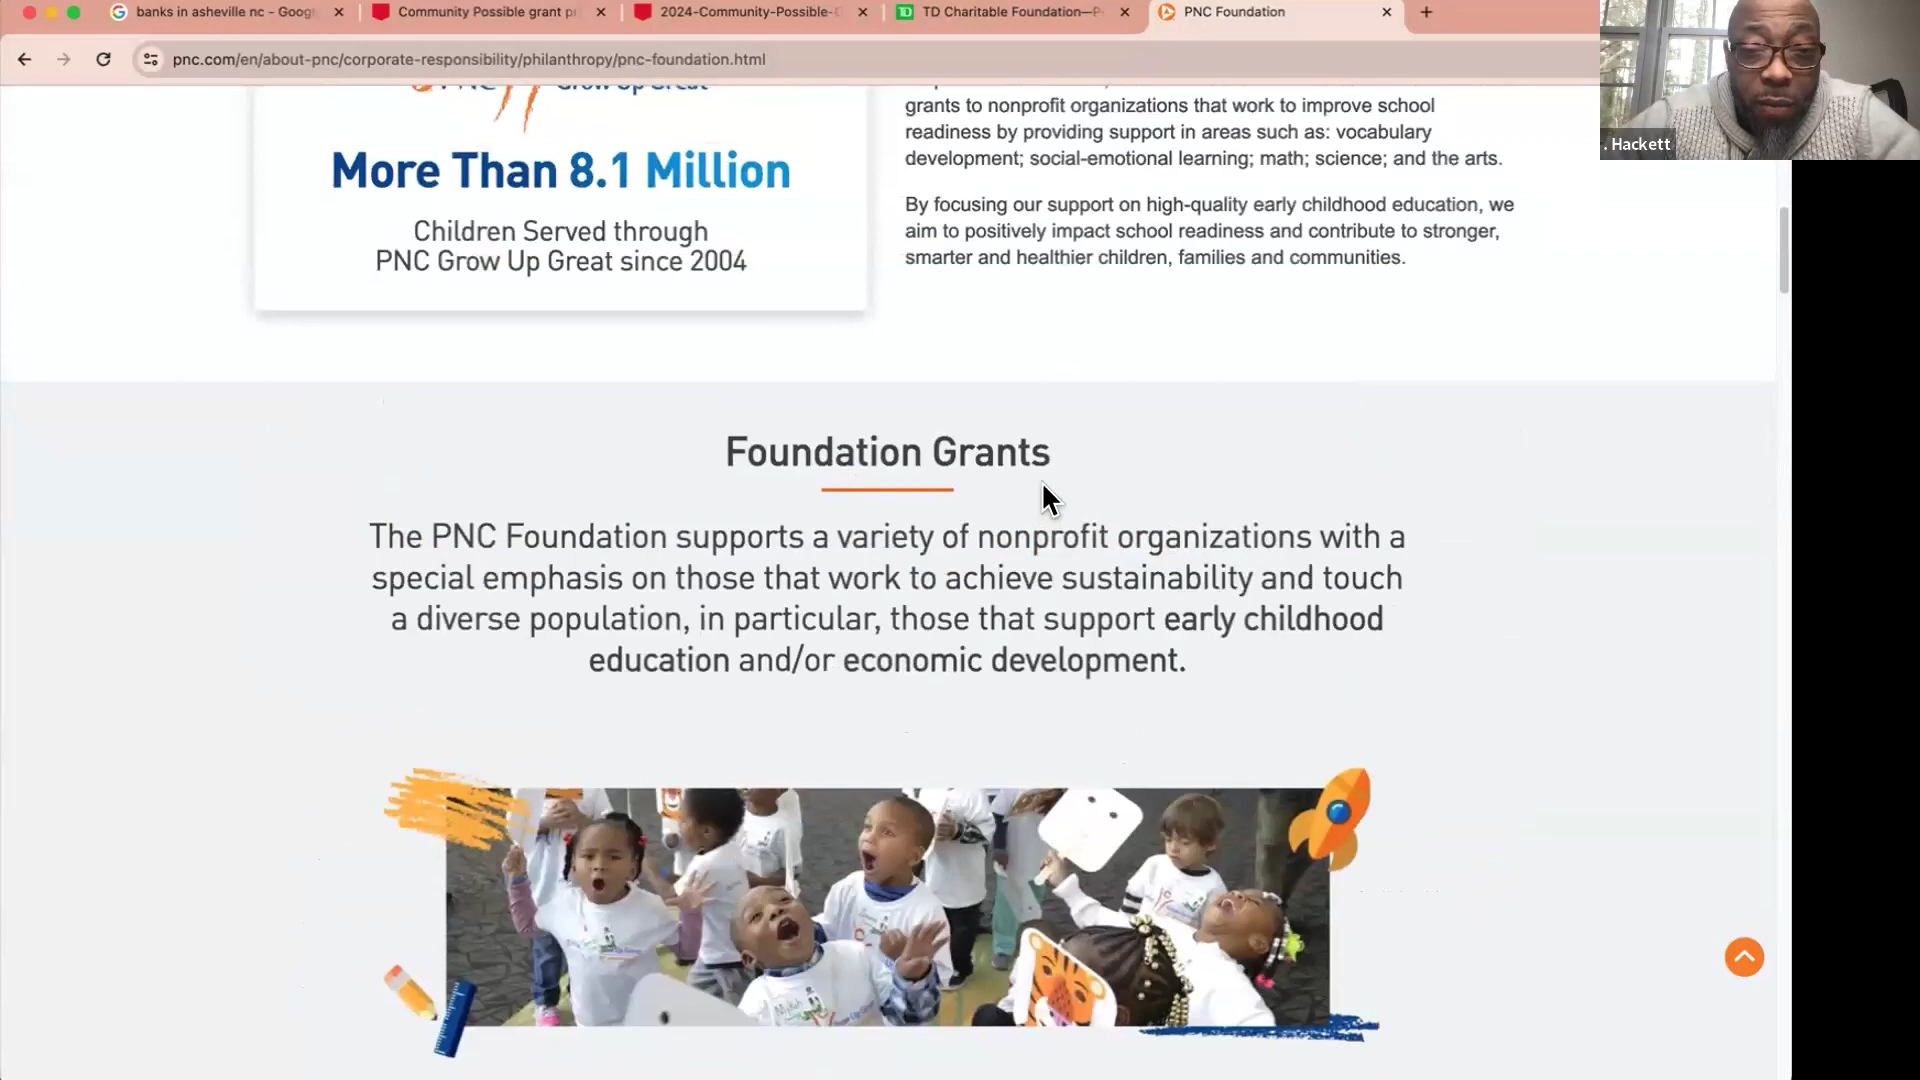 banks in asheville nc - Goog
Community Possible grant p
2024-Community-Possible-
TD Charitable Foundation—P
PNC Foundation
pnc.com/en/about-pnc/corporate-responsibility/philanthropy/pnc-foundation.html
. Hackett
PNC Grow Up Great
More Than 8.1 Million
Children Served through
PNC Grow Up Great since 2004
grants to nonprofit organizations that work to improve school
readiness by providing support in areas such as: vocabulary
development; social-emotional learning; math; science; and the arts.
By focusing our support on high-quality early childhood education, we
aim to positively impact school readiness and contribute to stronger,
smarter and healthier children, families and communities.
Foundation Grants
The PNC Foundation supports a variety of nonprofit organizations with a
special emphasis on those that work to achieve sustainability and touch
a diverse population, in particular, those that support early childhood
education and/or economic development.